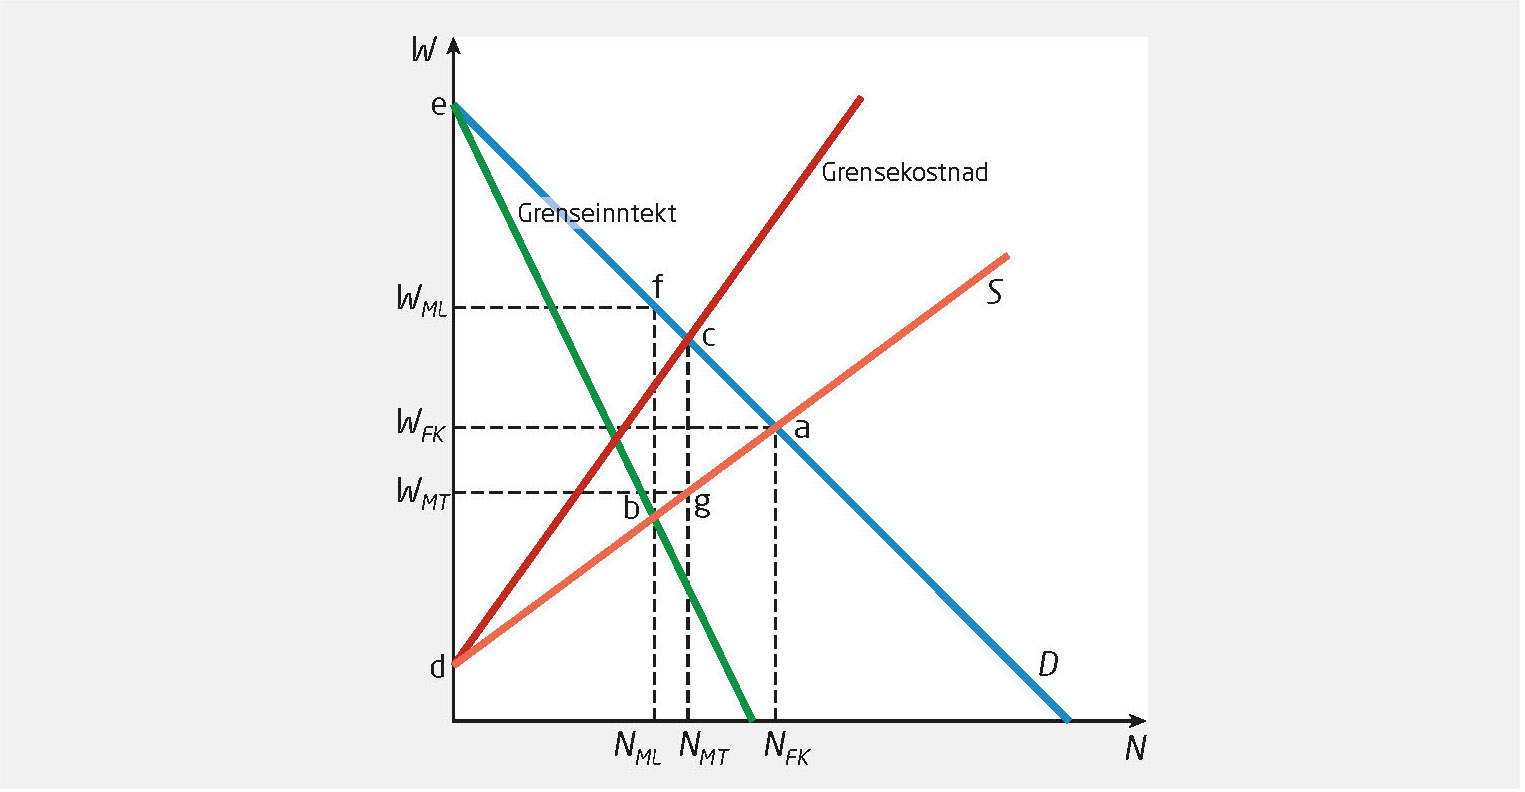 W
e
Grensekostnad
Grenseinntekt
f
S
W_ML
c
W_FK
a
W_MT
b
g
d
D
N_ML
N_MT
N_FK
N